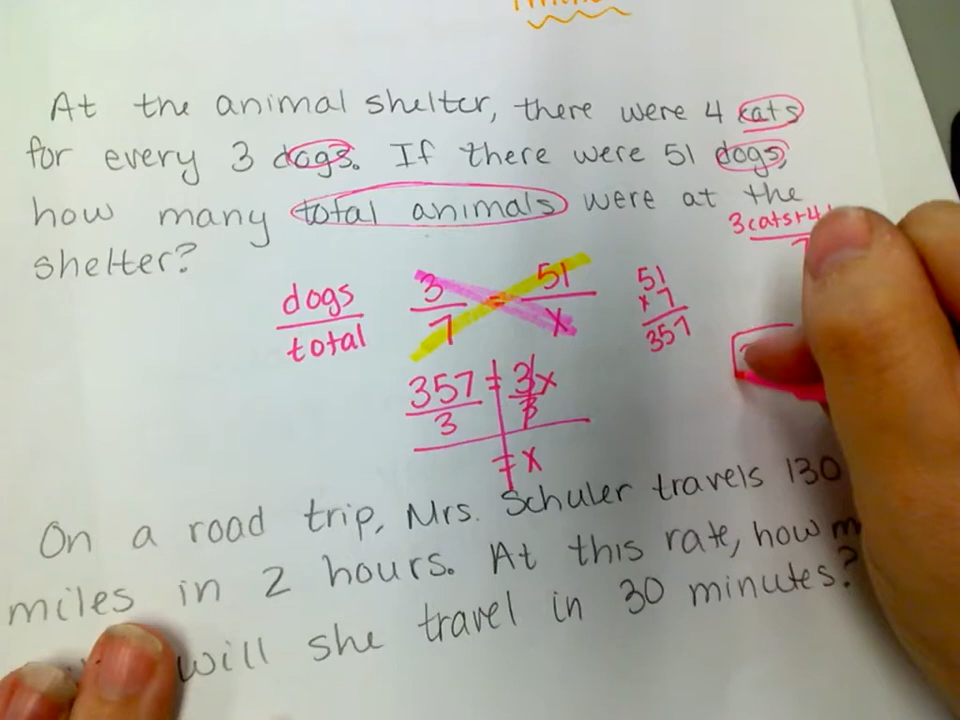 At the animal shelter, there were 4 cats
for every 3 dogs. If there were 51 dogs,
how many total animals were at the
shelter?
3 cats + 4
dogs
total
3
7
=
51
x
51
x 7
357
357 = 3x
3 3
= x
On a road trip, Mrs. Schuler travels 130
miles in 2 hours. At this rate, how
will she travel in 30 minutes?